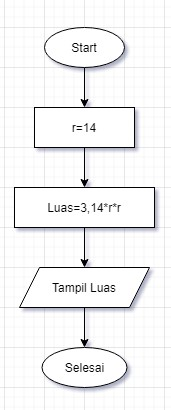 Start
r=14
Luas=3,14*r*r
Tampil Luas
Selesai